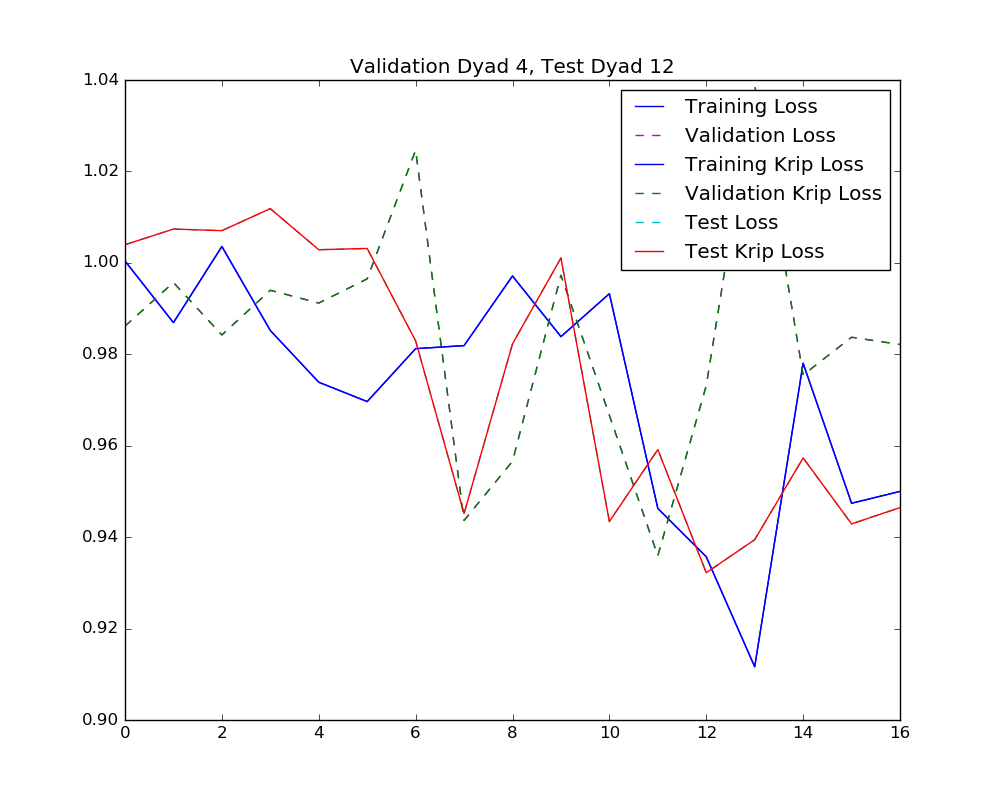 Validation Dyad 4, Test Dyad 12
1.04
1.02
1.00
0.98
0.96
0.94
0.92
0.90
0 2 4 6 8 10 12 14 16
Training Loss
Validation Loss
Training Krip Loss
Validation Krip Loss
Test Loss
Test Krip Loss